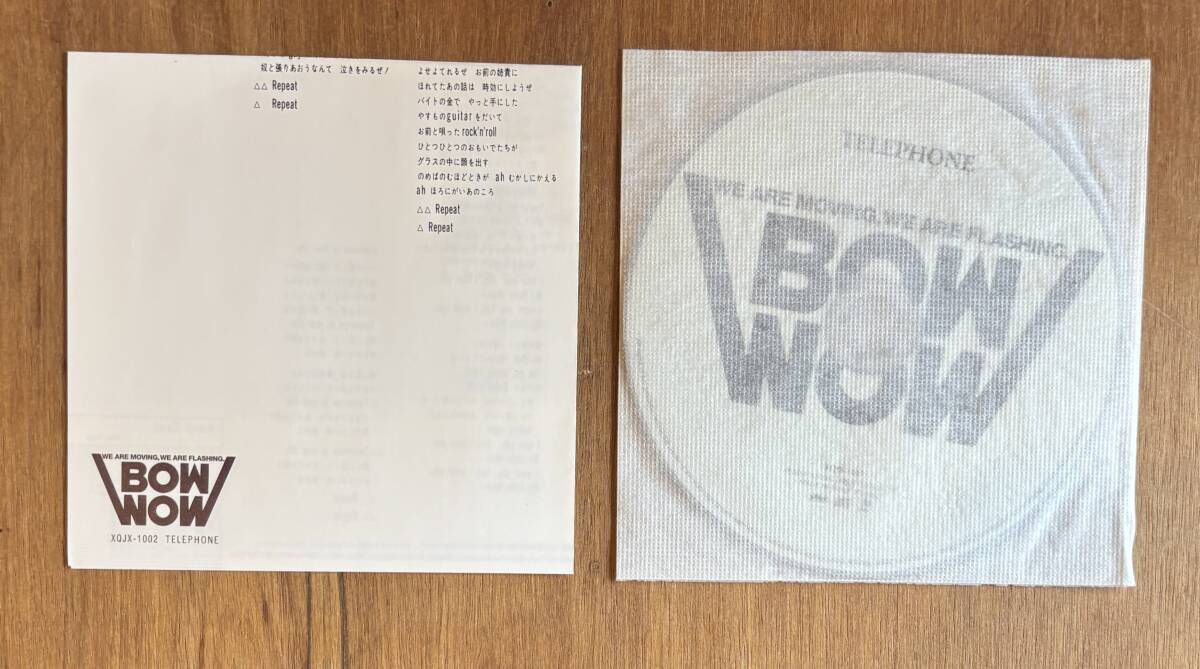 奴と張りあおうなんて 泣きをみるぜ!
△△ Repeat
△ Repeat
よせよてれるぜ お前の姉貴に
ほれてたあの話は 時効にしようぜ
バイトの金で やっと手にした
やすものguitarをだいて
お前と唄ったrock'n'roll
ひとつひとつのおもいでたちが
グラスの中に顔を出す
のめばのむほどときが ah むかしにかえる
ah ほろにがいあのころ
△△ Repeat
△ Repeat
WE ARE MOVING, WE ARE FLASHING.
BOW
WOW
XQJX-1002 TELEPHONE
TELEPHONE
WE ARE MOVING, WE ARE FLASHING.
BOW
WOW